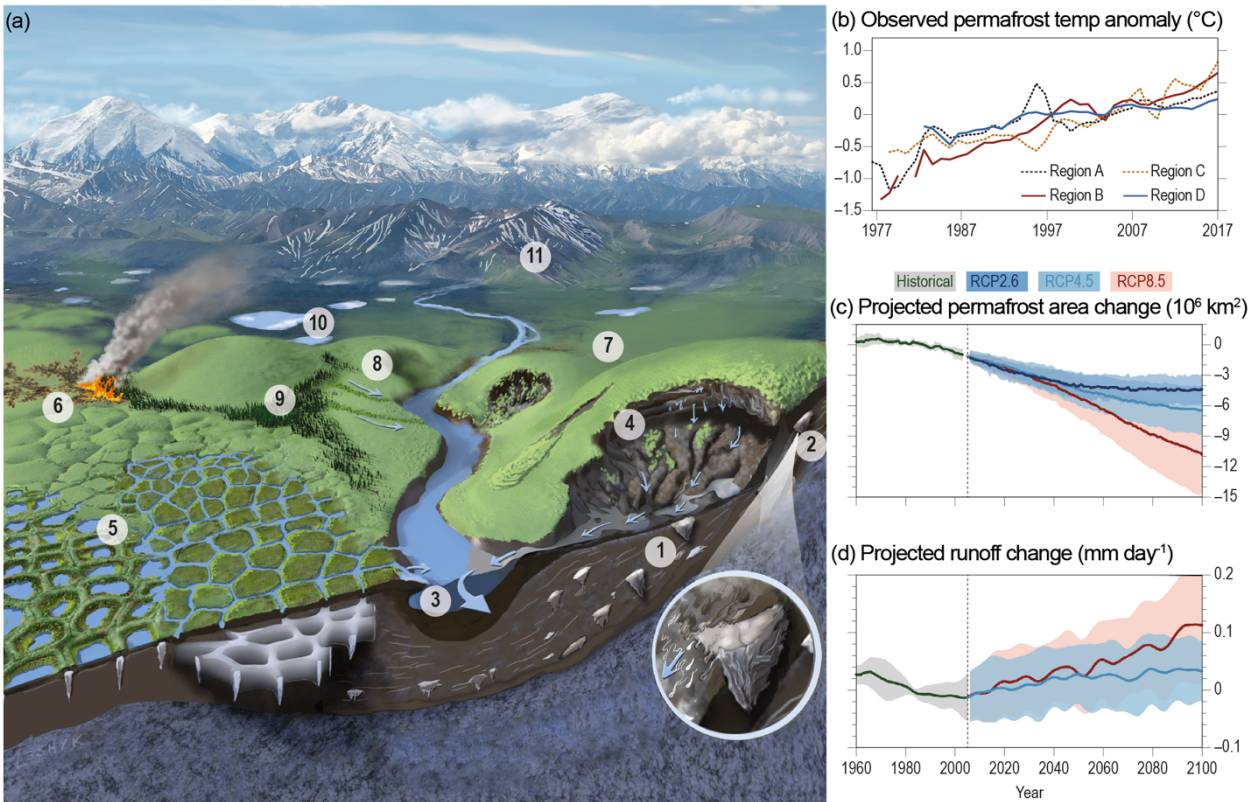 (a)
11
10
7
8
9
6
4
2
5
1
3
(b) Observed permafrost temp anomaly (°C)
1.0
0.5
0
−0.5
−1.0
−1.5
Region A
Region C
Region B
Region D
1977 1987 1997 2007 2017
Historical RCP2.6 RCP4.5 RCP8.5
(c) Projected permafrost area change (10⁶ km²)
0
−3
−6
−9
−12
−15
(d) Projected runoff change (mm day⁻¹)
0.2
0.1
0
−0.1
1960 1980 2000 2020 2040 2060 2080 2100
Year